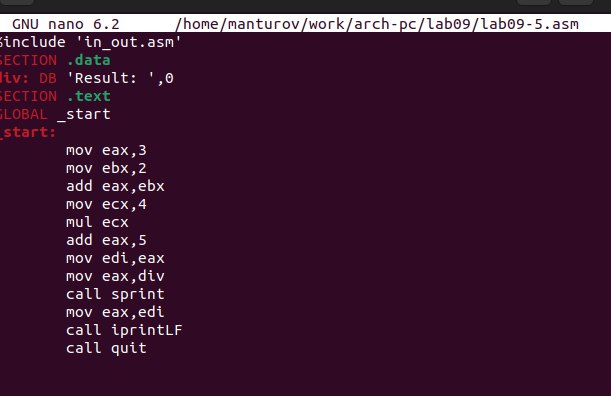 GNU nano 6.2 /home/manturov/work/arch-pc/lab09/lab09-5.asm
%include 'in_out.asm'
SECTION .data
div: DB 'Result: ',0
SECTION .text
GLOBAL _start
_start:
mov eax,3
mov ebx,2
add eax,ebx
mov ecx,4
mul ecx
add eax,5
mov edi,eax
mov eax,div
call sprint
mov eax,edi
call iprintLF
call quit